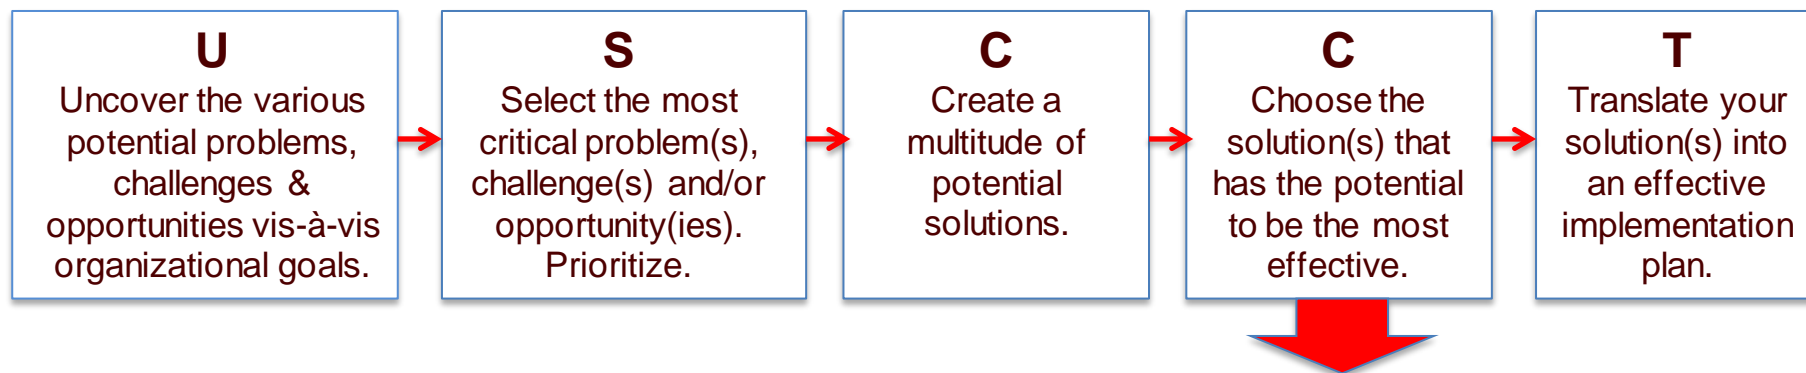 U
Uncover the various
potential problems,
challenges &
opportunities vis-à-vis
organizational goals.
S
Select the most
critical problem(s),
challenge(s) and/or
opportunity(ies).
Prioritize.
C
Create a
multitude of
potential
solutions.
C
Choose the
solution(s) that
has the potential
to be the most
effective.
T
Translate your
solution(s) into
an effective
implementation
plan.